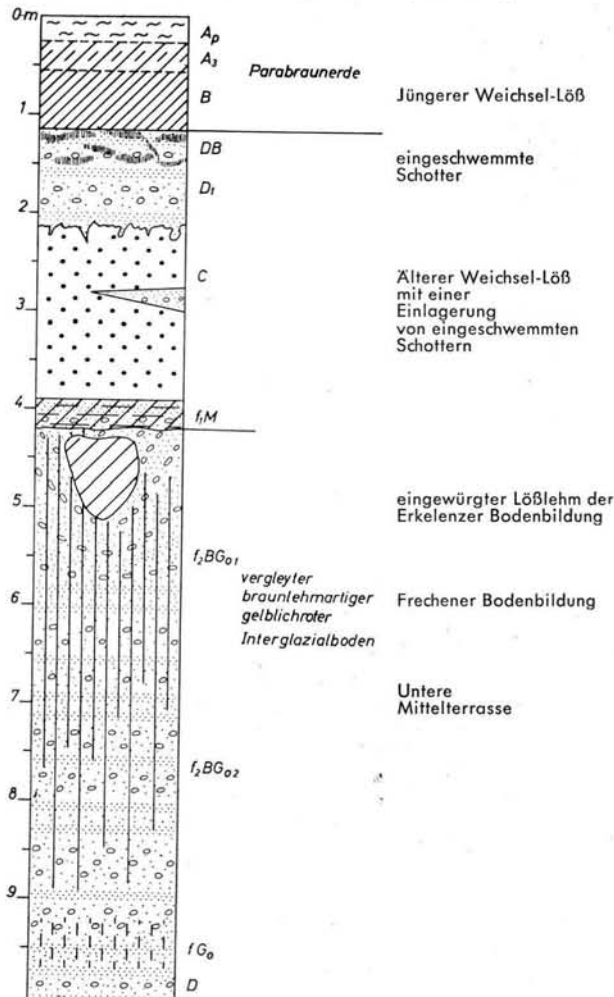 0-m
Ap
A3
Parabraunerde
B
Jüngerer Weichsel-Löß
1
DB
eingeschwemmte
Schotter
D1
2
C
Älterer Weichsel-Löß
mit einer
Einlagerung
von eingeschwemmten
Schottern
3
4
f1M
5
eingewürgter Lößlehm der
Erkelenzer Bodenbildung
f2BGo1
vergleyter
braunlehmartiger
gelblichroter
Interglazialboden
6
Frechener Bodenbildung
7
Untere
Mittelterrasse
f2BGo2
8
9
fGo
D